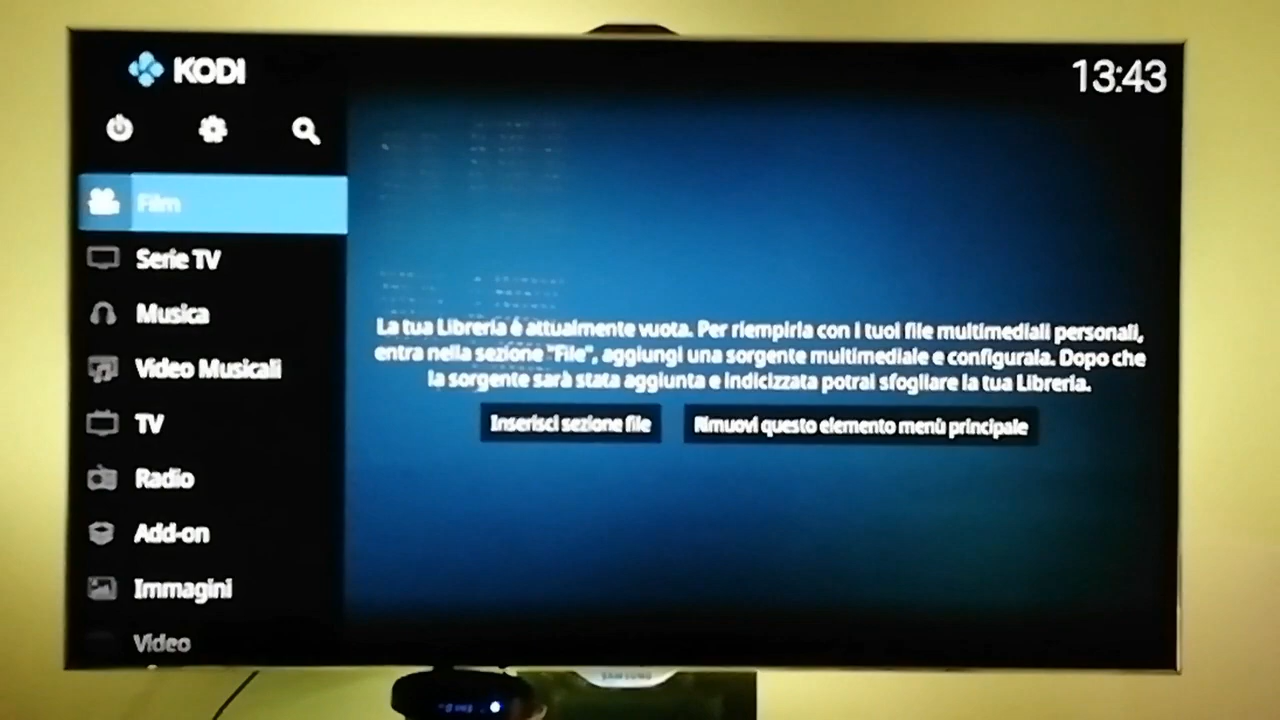 KODI
13:43
Film
Serie TV
Musica
Video Musicali
TV
Radio
Add-on
Immagini
Video
La tua Libreria è attualmente vuota. Per riempirla con i tuoi file multimediali personali,
entra nella sezione "File", aggiungi una sorgente multimediale e configurala. Dopo che
la sorgente sarà stata aggiunta e indicizzata potrai sfogliare la tua Libreria.
Inserisci sezione file
Rimuovi questo elemento menù principale
SAMSUNG